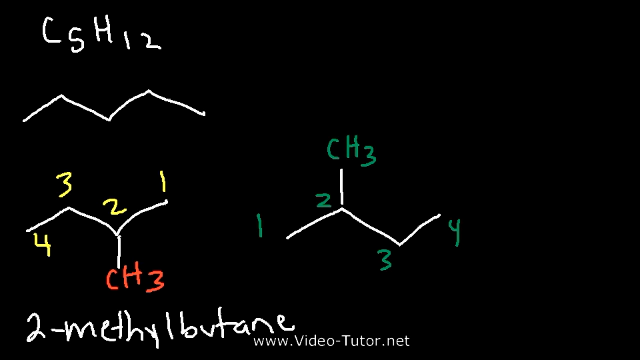 C5H12
CH3
3 2 1
2
1 4
4
3
CH3
2-methylbutane
www.Video-Tutor.net